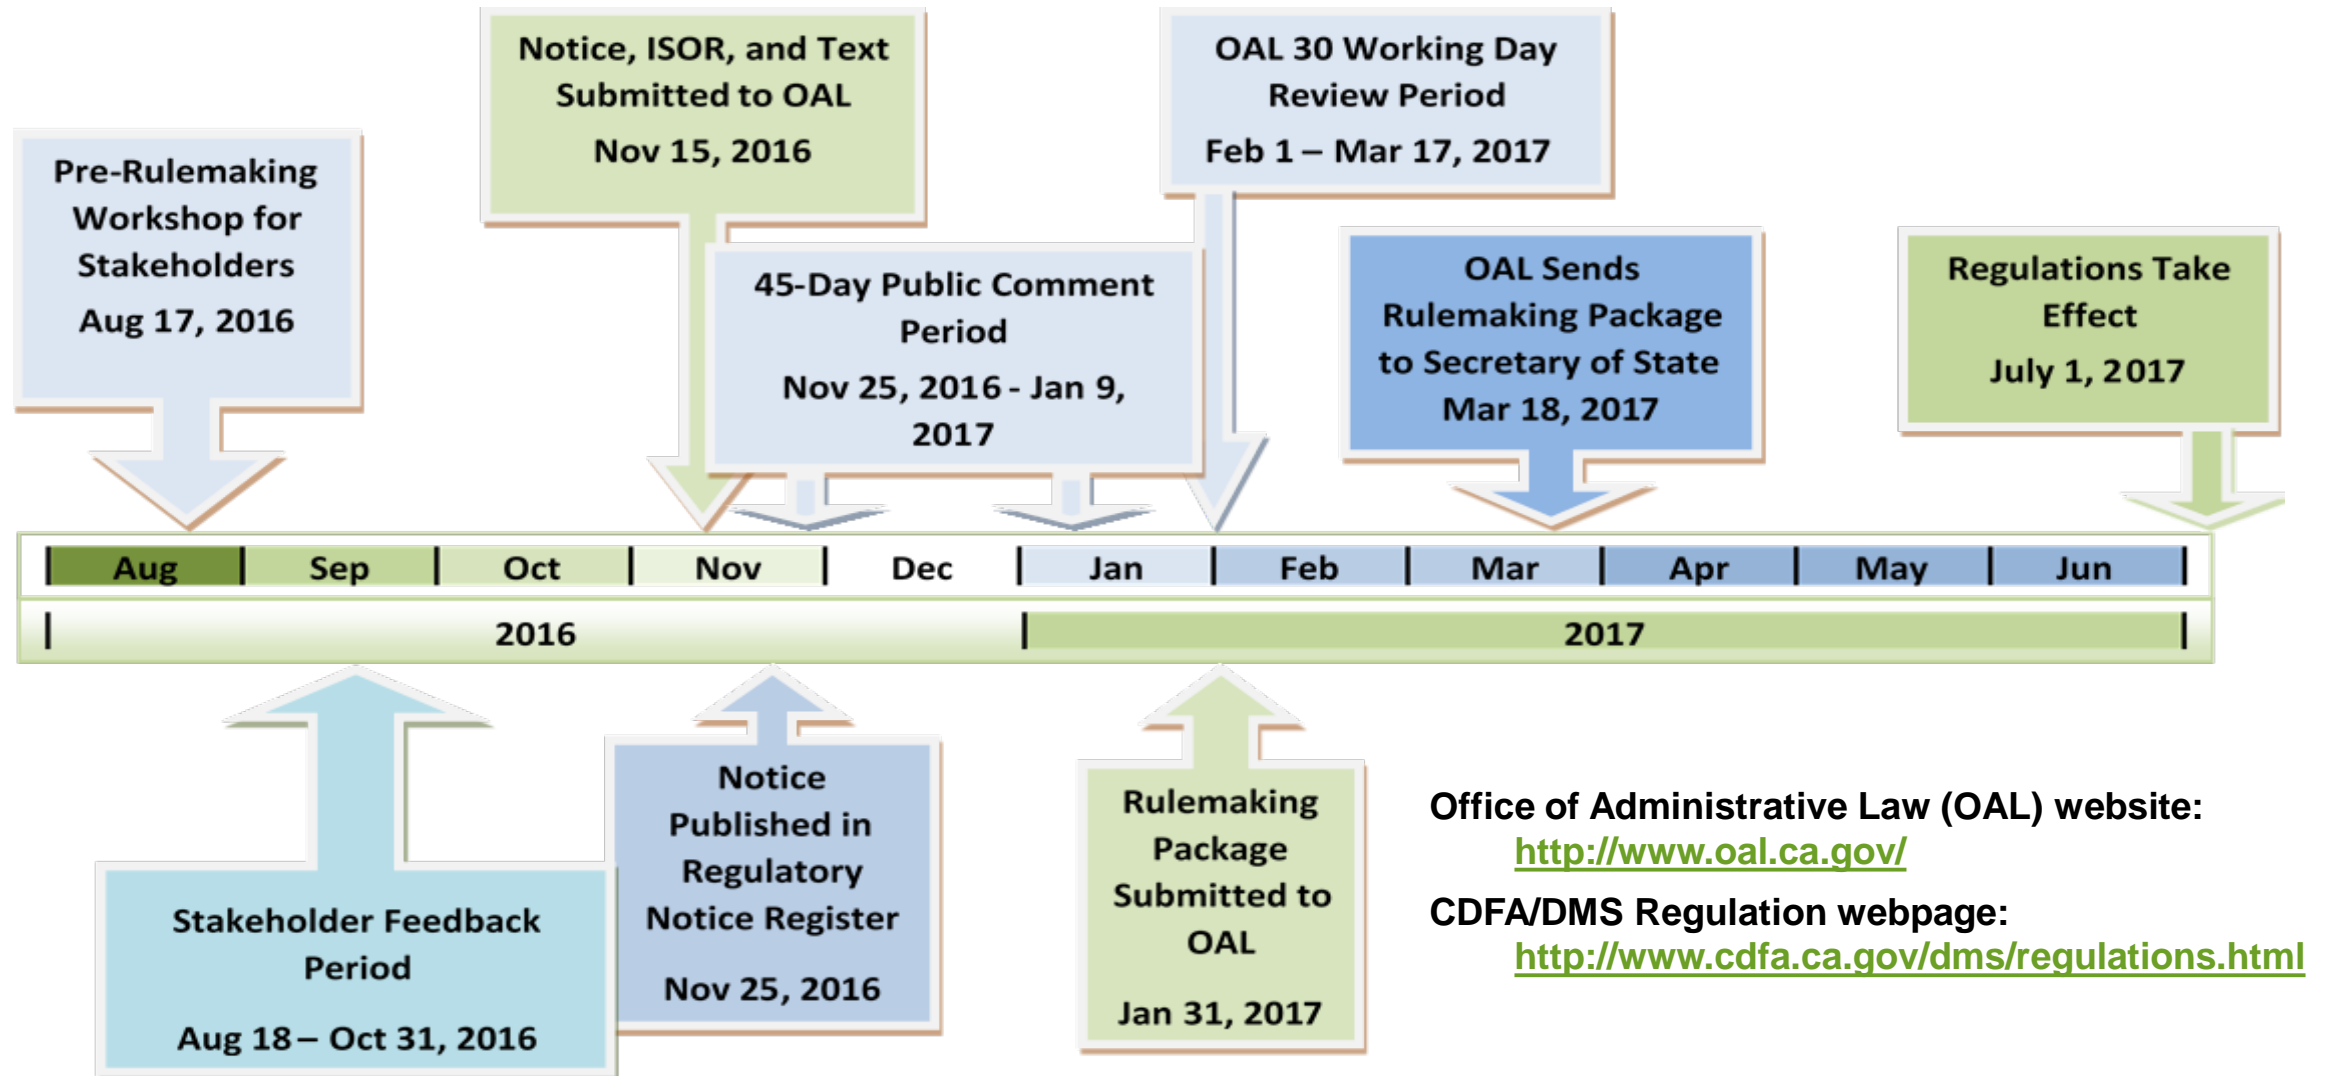 Pre-Rulemaking
Workshop for
Stakeholders
Aug 17, 2016
Notice, ISOR, and Text
Submitted to OAL
Nov 15, 2016
45-Day Public Comment
Period
Nov 25, 2016 - Jan 9,
2017
OAL 30 Working Day
Review Period
Feb 1 – Mar 17, 2017
OAL Sends
Rulemaking Package
to Secretary of State
Mar 18, 2017
Regulations Take
Effect
July 1, 2017
Aug Sep Oct Nov Dec Jan Feb Mar Apr May Jun
2016 2017
Stakeholder Feedback
Period
Aug 18 – Oct 31, 2016
Notice
Published in
Regulatory
Notice Register
Nov 25, 2016
Rulemaking
Package
Submitted to
OAL
Jan 31, 2017
Office of Administrative Law (OAL) website:
http://www.oal.ca.gov/
CDFA/DMS Regulation webpage:
http://www.cdfa.ca.gov/dms/regulations.html